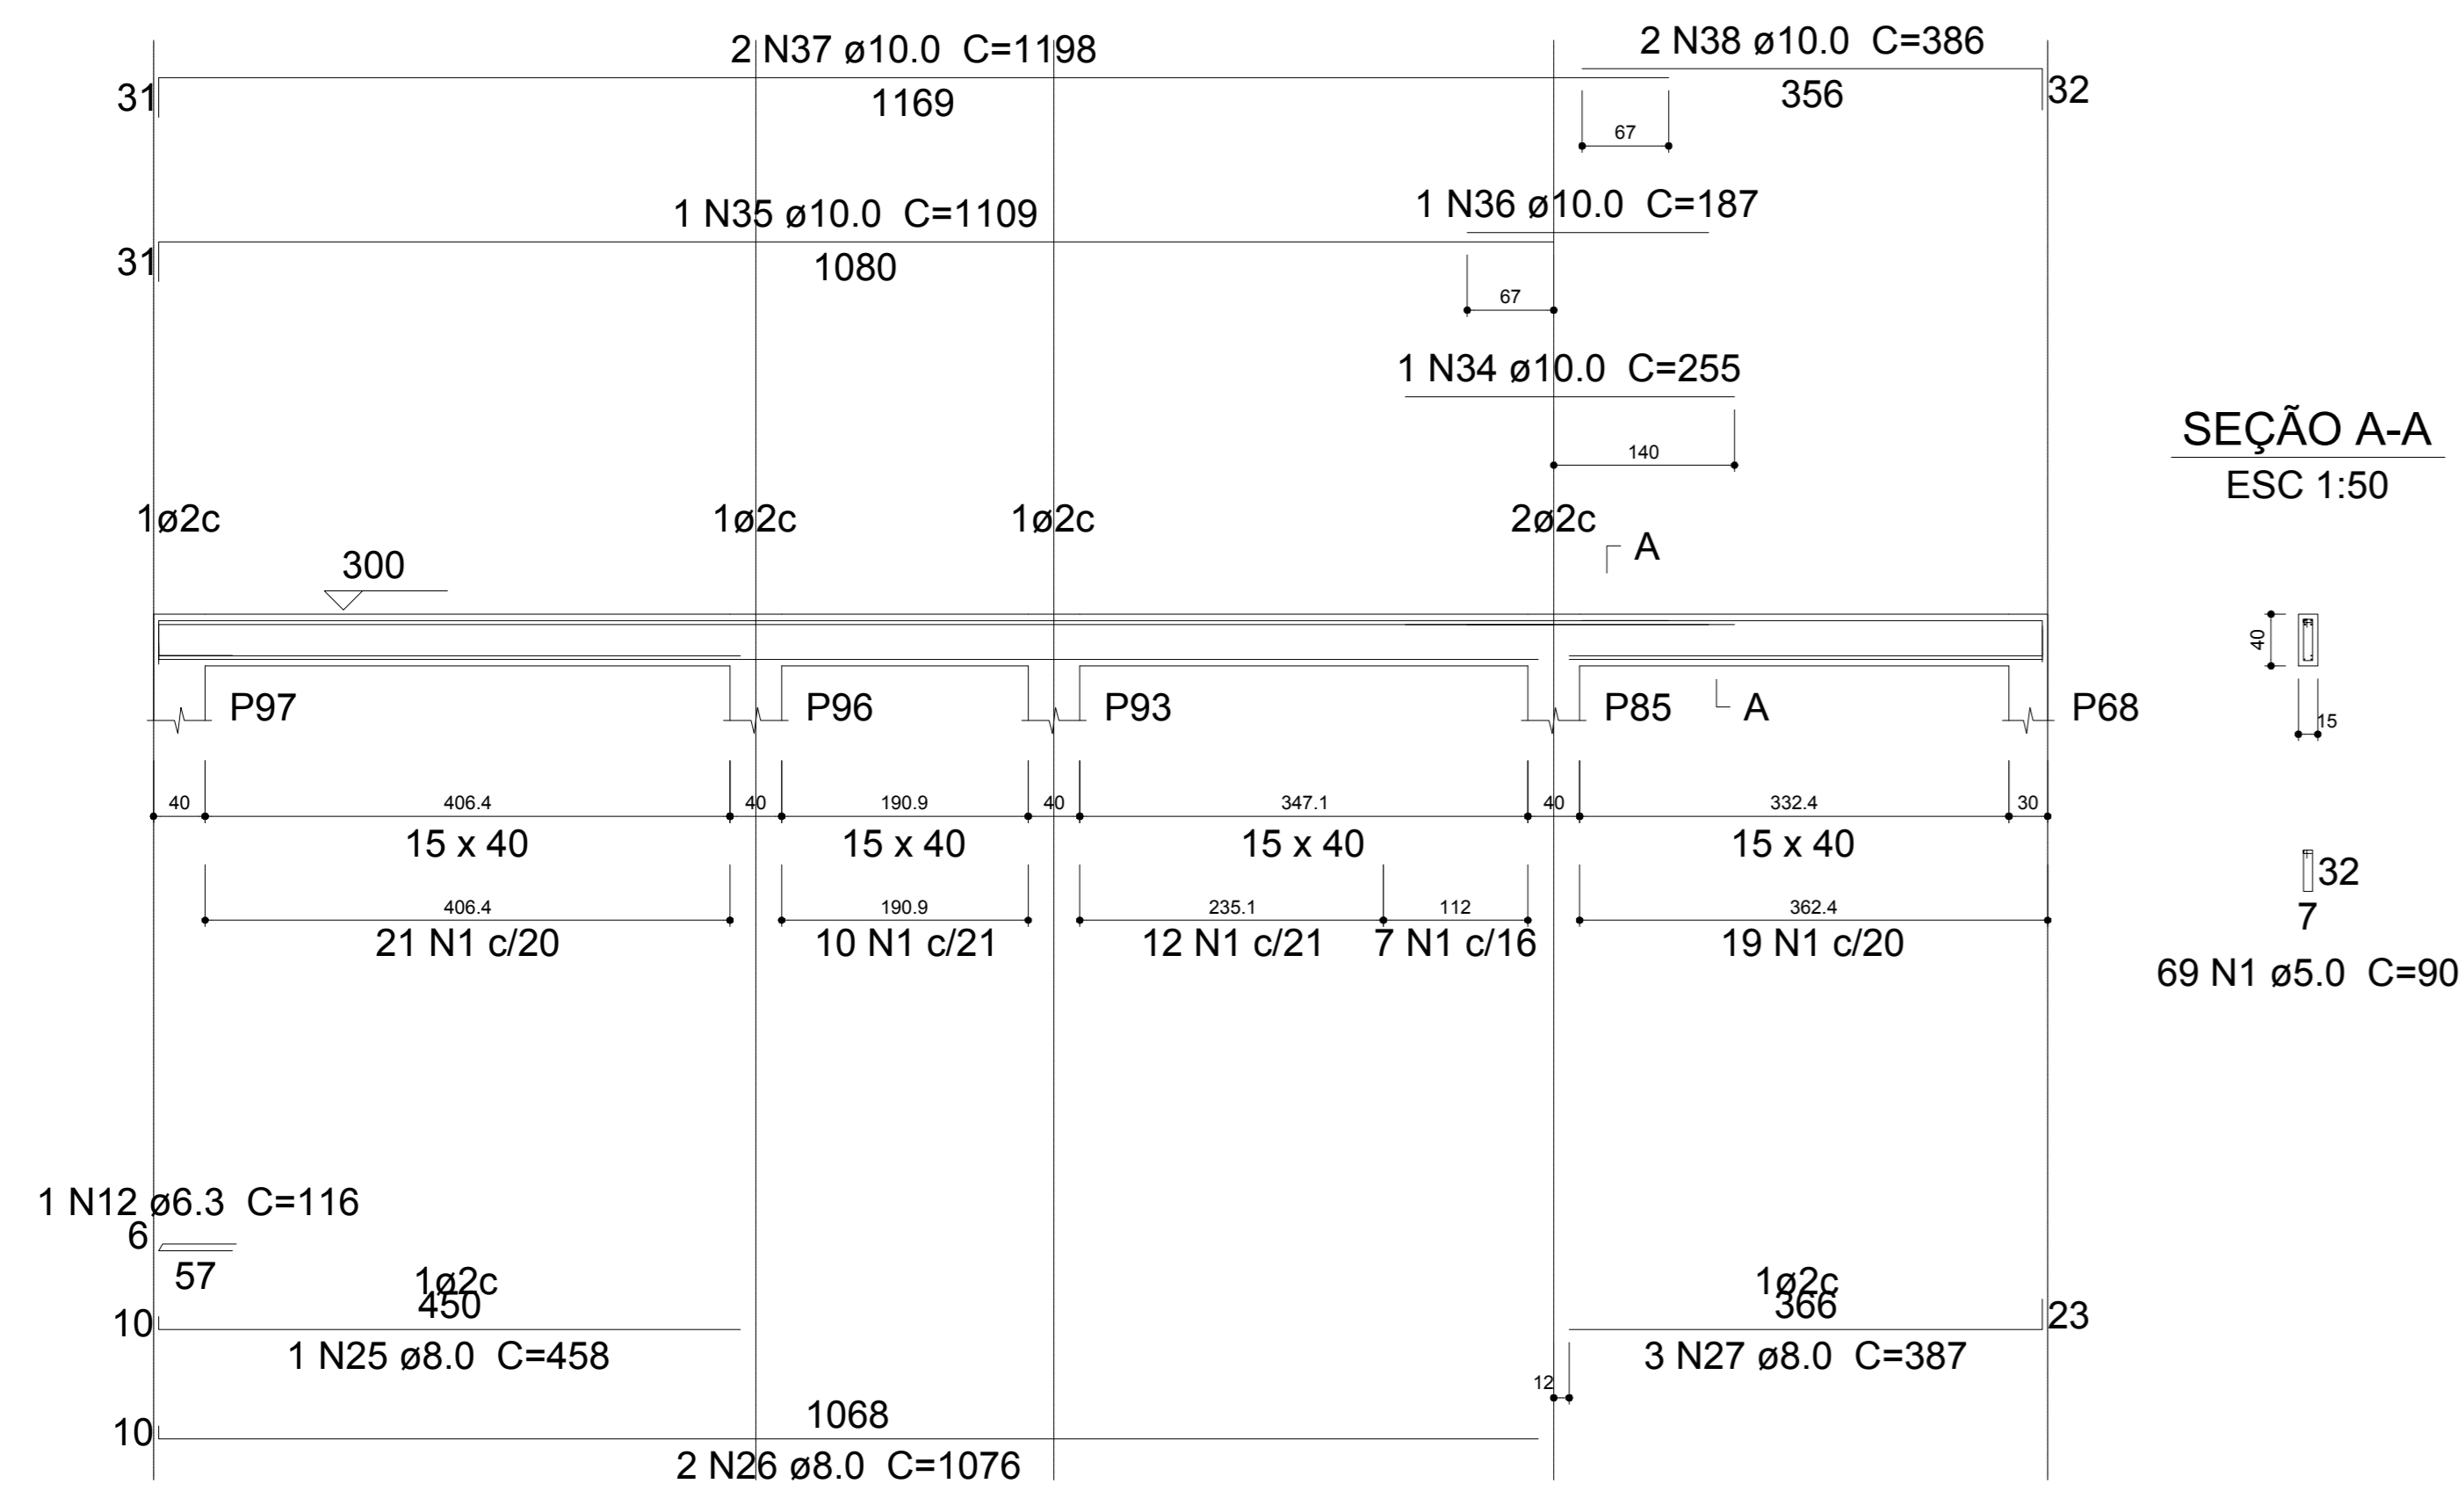 2 N37 ø10.0 C=1198
2 N38 ø10.0 C=386
31
1169
356
32
67
1 N35 ø10.0 C=1109
1 N36 ø10.0 C=187
31
1080
67
1 N34 ø10.0 C=255
140
SEÇÃO A-A
ESC 1:50
1ø2c
1ø2c
1ø2c
2ø2c
A
300
40
15
P97
P96
P93
P85
A
P68
40
406.4
40
190.9
40
347.1
40
332.4
30
15 x 40
15 x 40
15 x 40
15 x 40
32
7
406.4
190.9
235.1
112
362.4
21 N1 c/20
10 N1 c/21
12 N1 c/21
7 N1 c/16
19 N1 c/20
69 N1 ø5.0 C=90
1 N12 ø6.3 C=116
6
57
1ø2c
450
10
1 N25 ø8.0 C=458
1ø2c
366
23
3 N27 ø8.0 C=387
12
1068
10
2 N26 ø8.0 C=1076